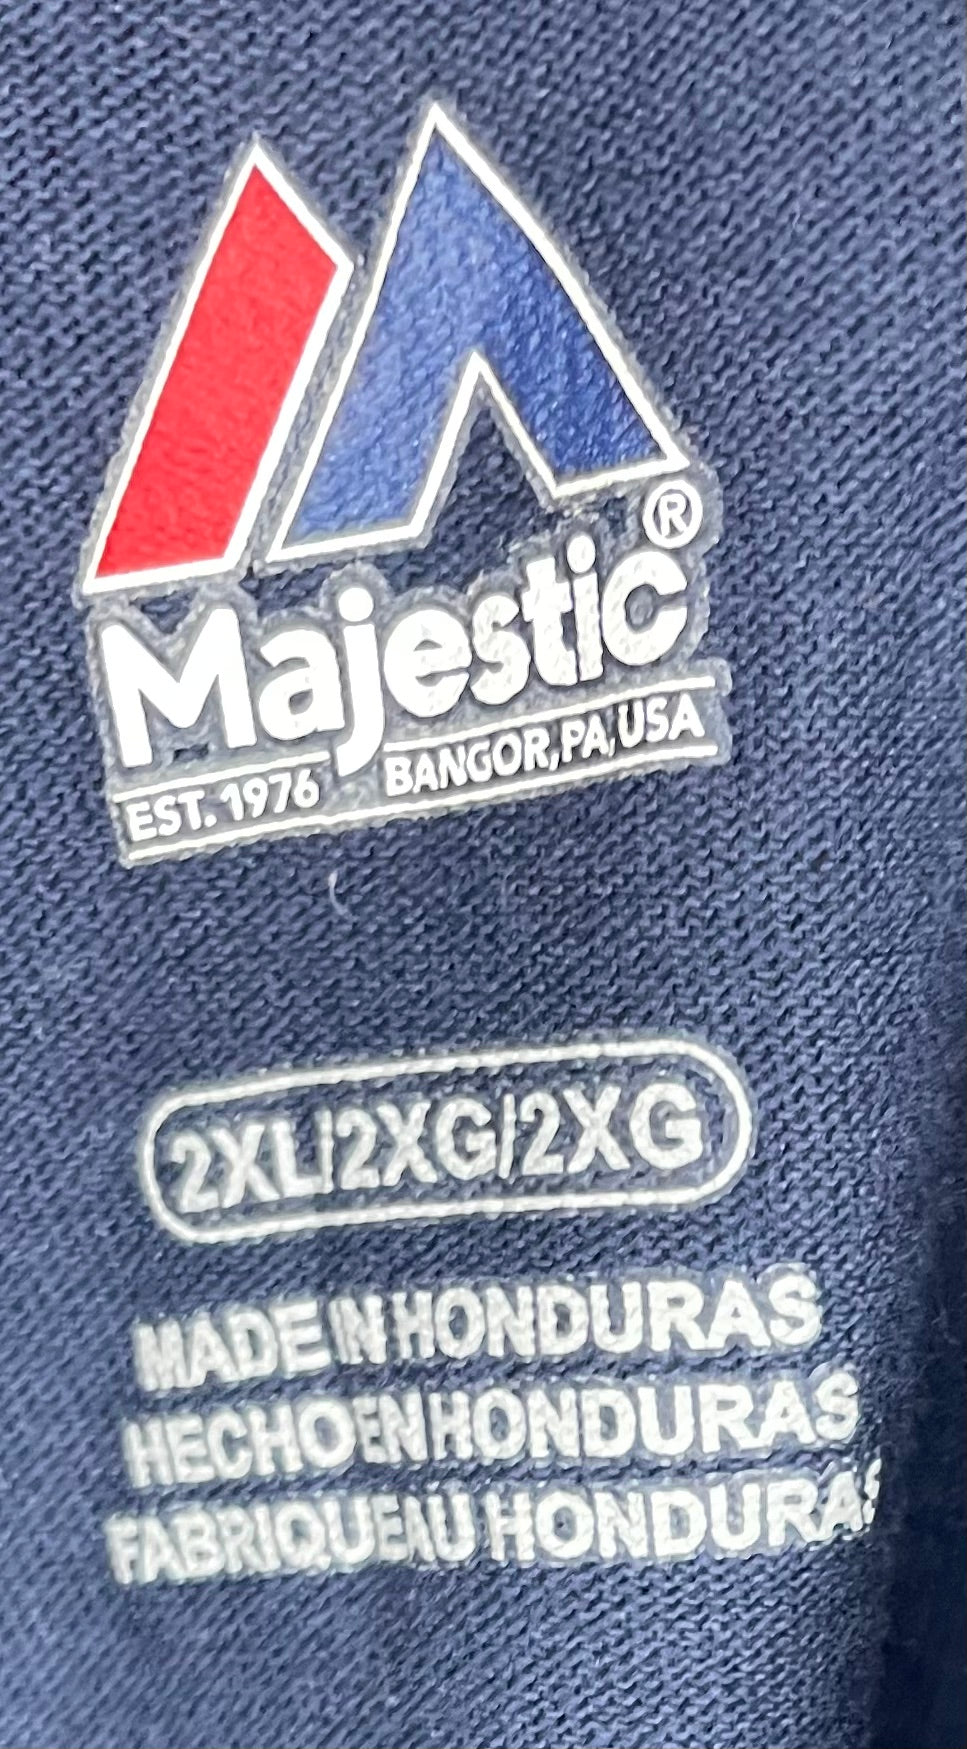 Majestic®
EST. 1976 BANGOR, PA, USA
2XL/2XG/2XG
MADE IN HONDURAS
HECHO EN HONDURAS
FABRIQUE AU HONDURAS